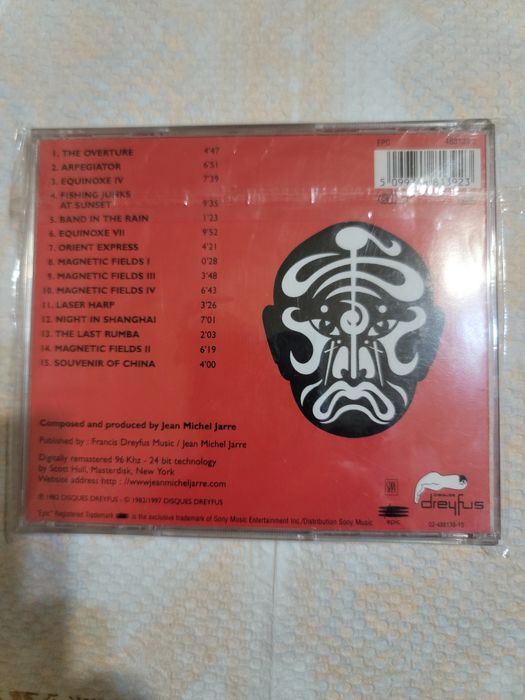 1. THE OVERTURE 4'47
2. ARPEGIATOR 6'51
3. EQUINOXE IV 7'39
4. FISHING JUNKS
AT SUNSET 9'35
5. BAND IN THE RAIN 1'23
6. EQUINOXE VII 9'52
7. ORIENT EXPRESS 4'21
8. MAGNETIC FIELDS I 0'28
9. MAGNETIC FIELDS III 3'48
10. MAGNETIC FIELDS IV 6'43
11. LASER HARP 3'26
12. NIGHT IN SHANGHAI 7'01
13. THE LAST RUMBA 2'03
14. MAGNETIC FIELDS II 6'19
15. SOUVENIR OF CHINA 4'00
EPC
Composed and produced by Jean Michel Jarre
Published by : Francis Dreyfus Music / Jean Michel Jarre
Digitally remastered 96 Khz - 24 bit technology
by Scott Hull, Masterdisk, New York
Website address http ://wwwjeanmicheljarre.com
℗ 1982 DISQUES DREYFUS - © 1982/1997 DISQUES DREYFUS
"Epic" Registered Trademark is the exclusive trademark of Sony Music Entertainment Inc./Distribution Sony Music
epic
DISQUES
dreyfus